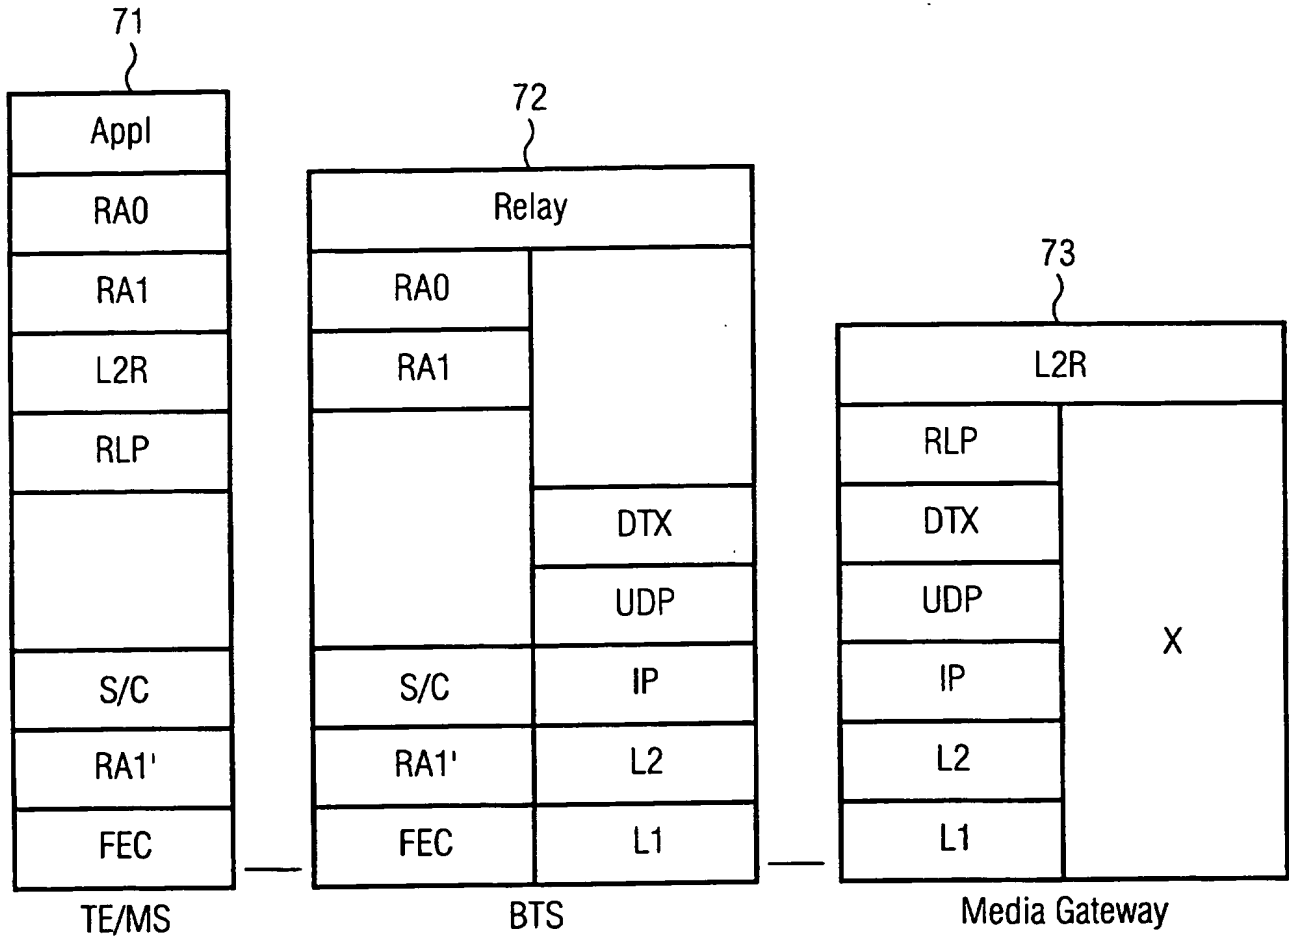 71
Appl
RA0
RA1
L2R
RLP
S/C
RA1'
FEC
TE/MS
72
Relay
RA0
RA1
S/C
RA1'
FEC
DTX
UDP
IP
L2
L1
BTS
73
L2R
RLP
DTX
UDP
IP
L2
L1
X
Media Gateway